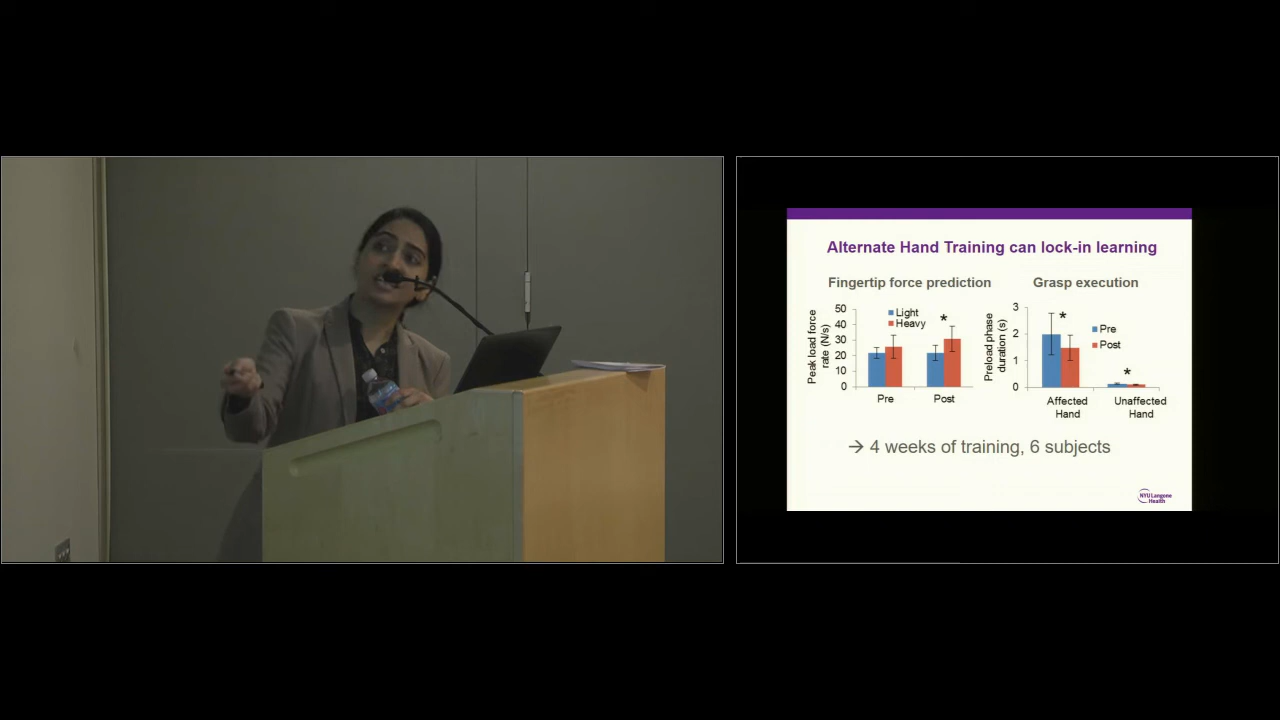 Alternate Hand Training can lock-in learning
Fingertip force prediction
Peak load force
rate (N/s)
50
40
30
20
10
0
Light
Heavy
*
Pre
Post
Grasp execution
Preload phase
duration (s)
3
2
1
0
*
Pre
Post
*
Affected
Hand
Unaffected
Hand
→ 4 weeks of training, 6 subjects
NYU Langone
Health